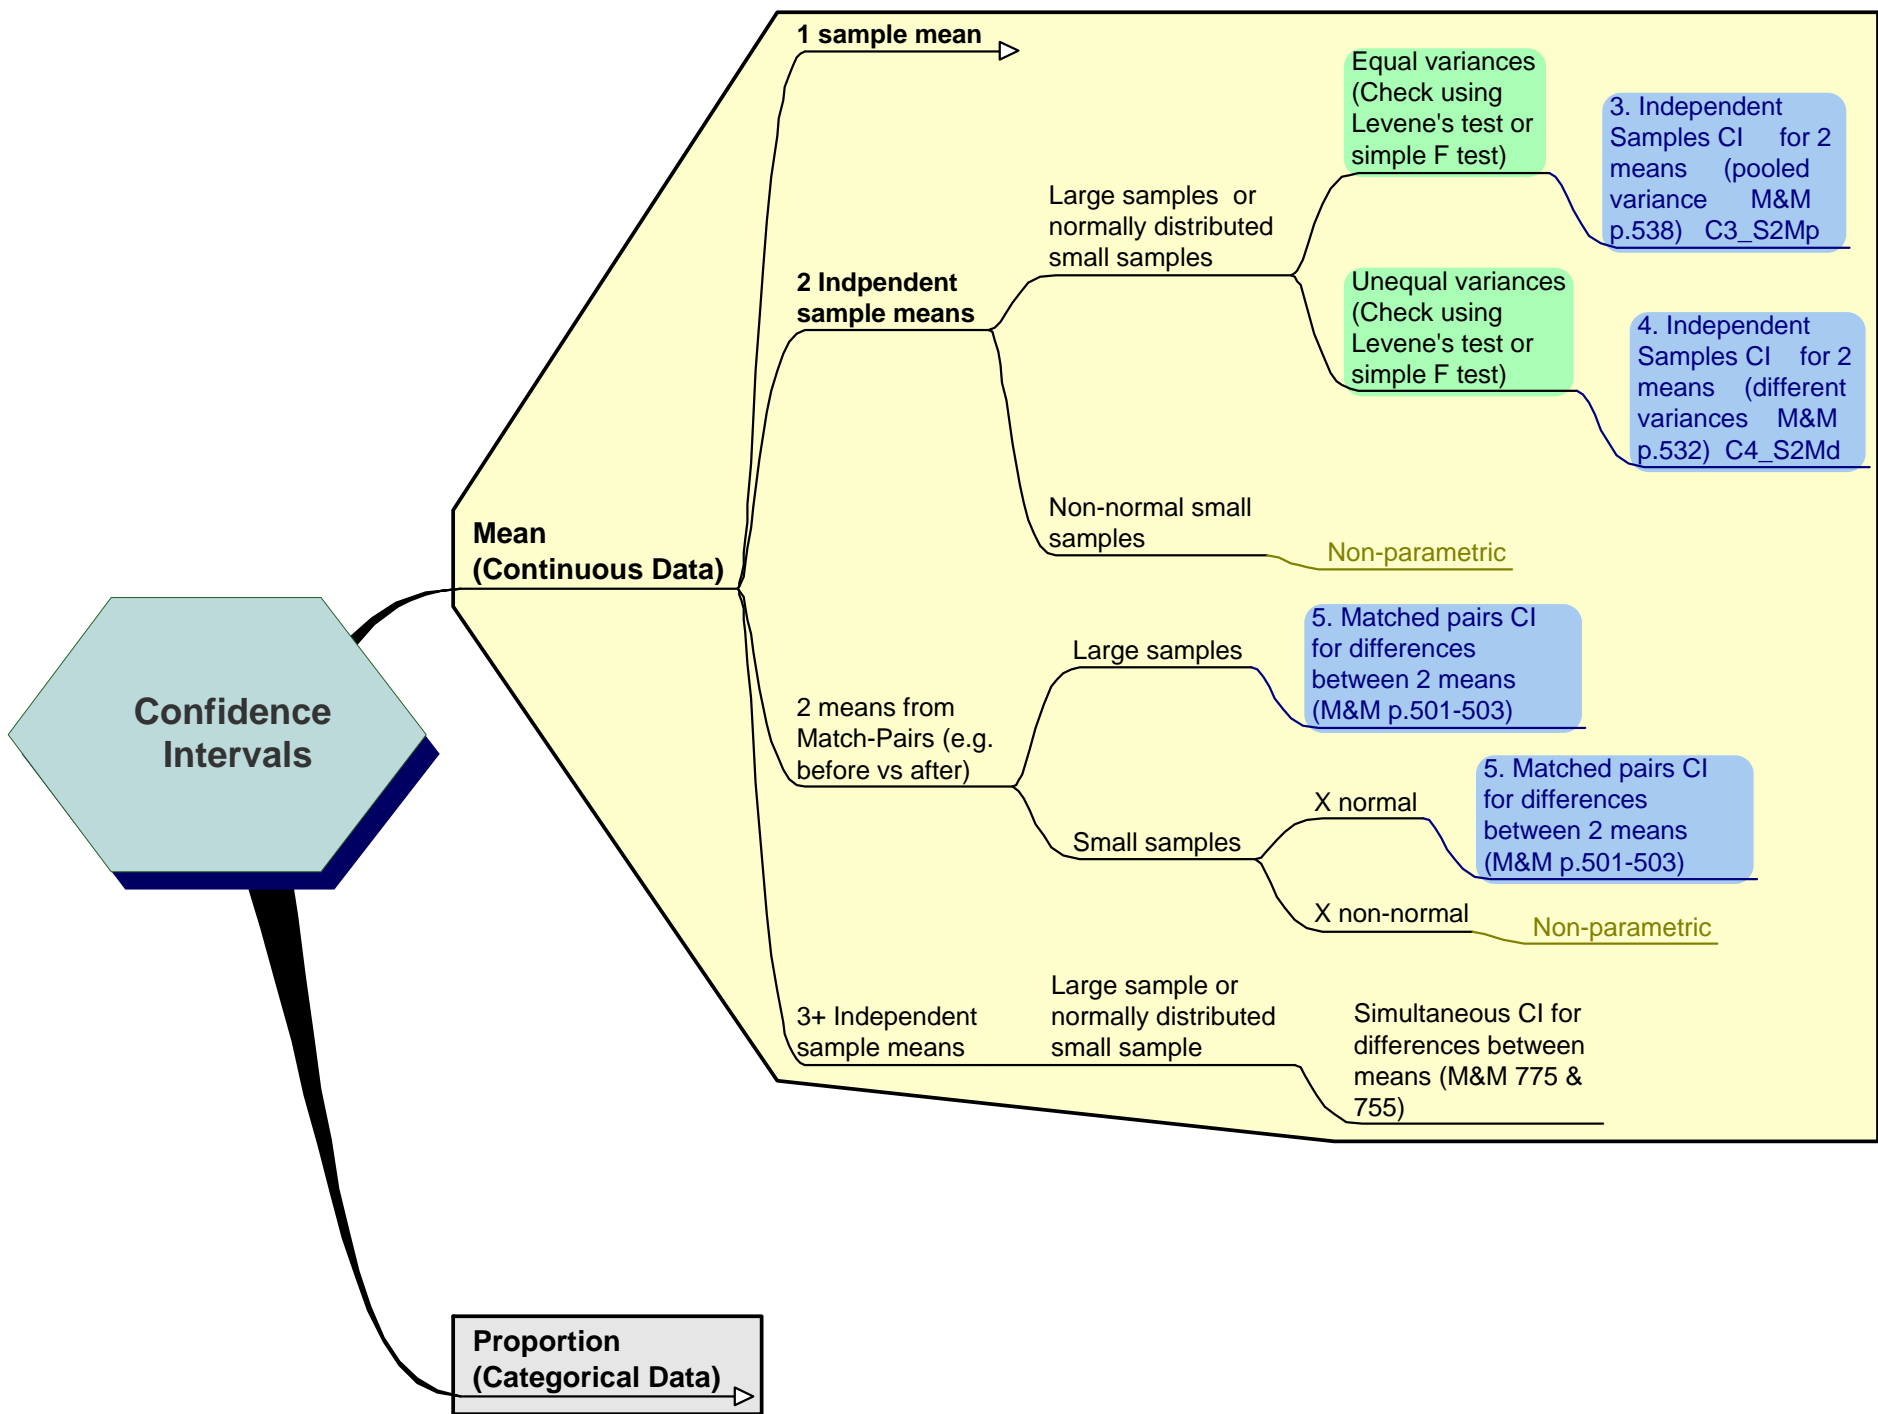 Confidence
Intervals
Mean
(Continuous Data)
1 sample mean
2 Indpendent
sample means
Large samples or
normally distributed
small samples
Equal variances
(Check using
Levene's test or
simple F test)
3. Independent
Samples CI for 2
means (pooled
variance M&M
p.538) C3_S2Mp
Unequal variances
(Check using
Levene's test or
simple F test)
4. Independent
Samples CI for 2
means (different
variances M&M
p.532) C4_S2Md
Non-normal small
samples
Non-parametric
2 means from
Match-Pairs (e.g.
before vs after)
Large samples
5. Matched pairs CI
for differences
between 2 means
(M&M p.501-503)
Small samples
X normal
5. Matched pairs CI
for differences
between 2 means
(M&M p.501-503)
X non-normal
Non-parametric
3+ Independent
sample means
Large sample or
normally distributed
small sample
Simultaneous CI for
differences between
means (M&M 775 &
755)
Proportion
(Categorical Data)